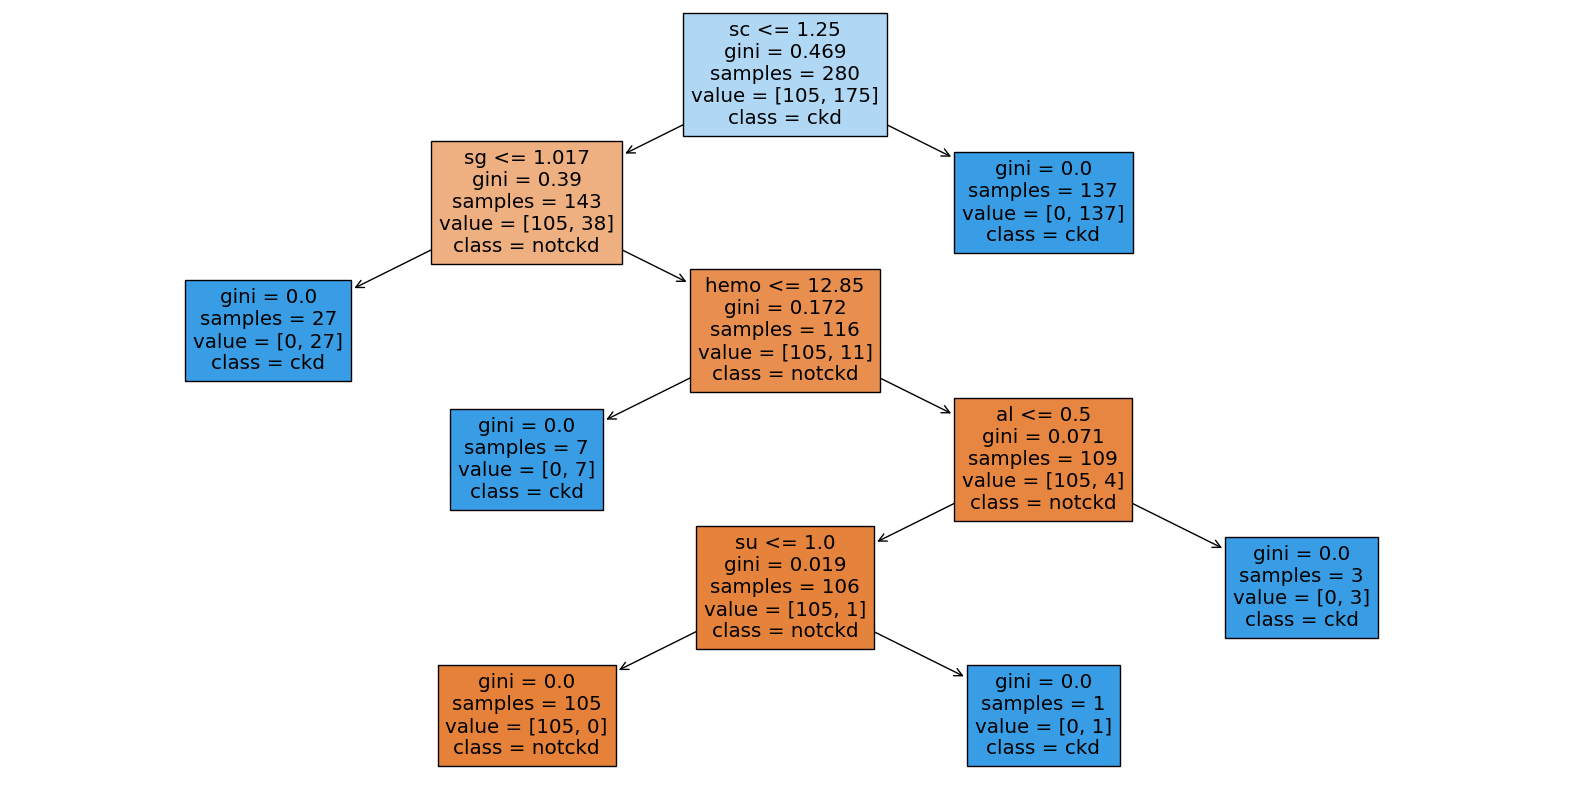 sc <= 1.25
gini = 0.469
samples = 280
value = [105, 175]
class = ckd
sg <= 1.017
gini = 0.39
samples = 143
value = [105, 38]
class = notckd
gini = 0.0
samples = 137
value = [0, 137]
class = ckd
gini = 0.0
samples = 27
value = [0, 27]
class = ckd
hemo <= 12.85
gini = 0.172
samples = 116
value = [105, 11]
class = notckd
gini = 0.0
samples = 7
value = [0, 7]
class = ckd
al <= 0.5
gini = 0.071
samples = 109
value = [105, 4]
class = notckd
su <= 1.0
gini = 0.019
samples = 106
value = [105, 1]
class = notckd
gini = 0.0
samples = 3
value = [0, 3]
class = ckd
gini = 0.0
samples = 105
value = [105, 0]
class = notckd
gini = 0.0
samples = 1
value = [0, 1]
class = ckd